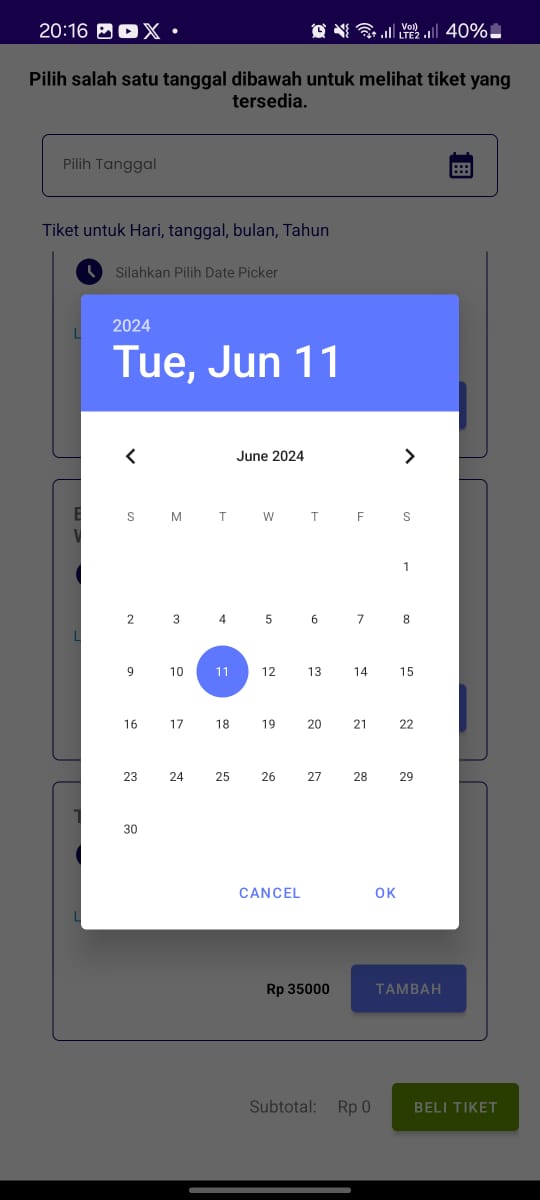 20:16
Vo))
LTE2
40%
Pilih salah satu tanggal dibawah untuk melihat tiket yang
tersedia.
Pilih Tanggal
Tiket untuk Hari, tanggal, bulan, Tahun
Silahkan Pilih Date Picker
2024
Tue, Jun 11
June 2024
S M T W T F S
1
2 3 4 5 6 7 8
9 10 11 12 13 14 15
16 17 18 19 20 21 22
23 24 25 26 27 28 29
30
CANCEL OK
Rp 35000 TAMBAH
Subtotal: Rp 0 BELI TIKET